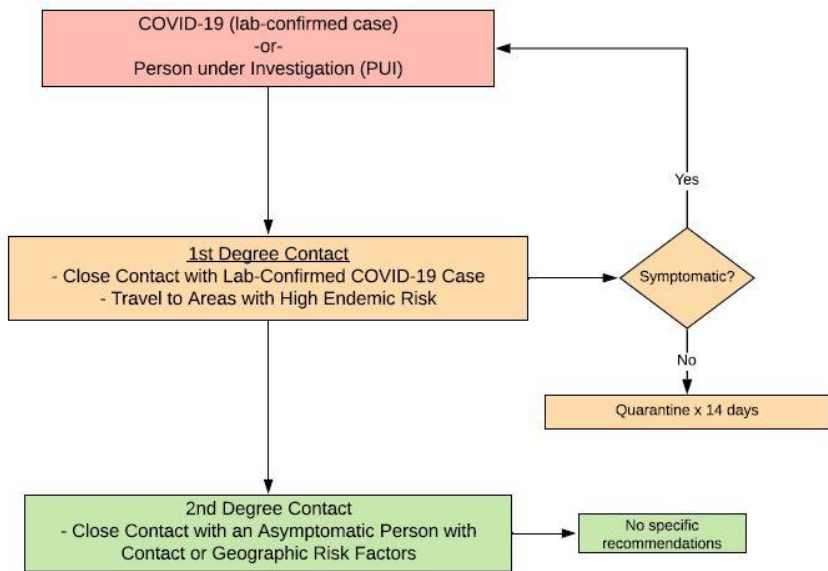 COVID-19 (lab-confirmed case)
-or-
Person under Investigation (PUI)
Yes
1st Degree Contact
- Close Contact with Lab-Confirmed COVID-19 Case
- Travel to Areas with High Endemic Risk
Symptomatic?
No
Quarantine x 14 days
2nd Degree Contact
- Close Contact with an Asymptomatic Person with
Contact or Geographic Risk Factors
No specific
recommendations